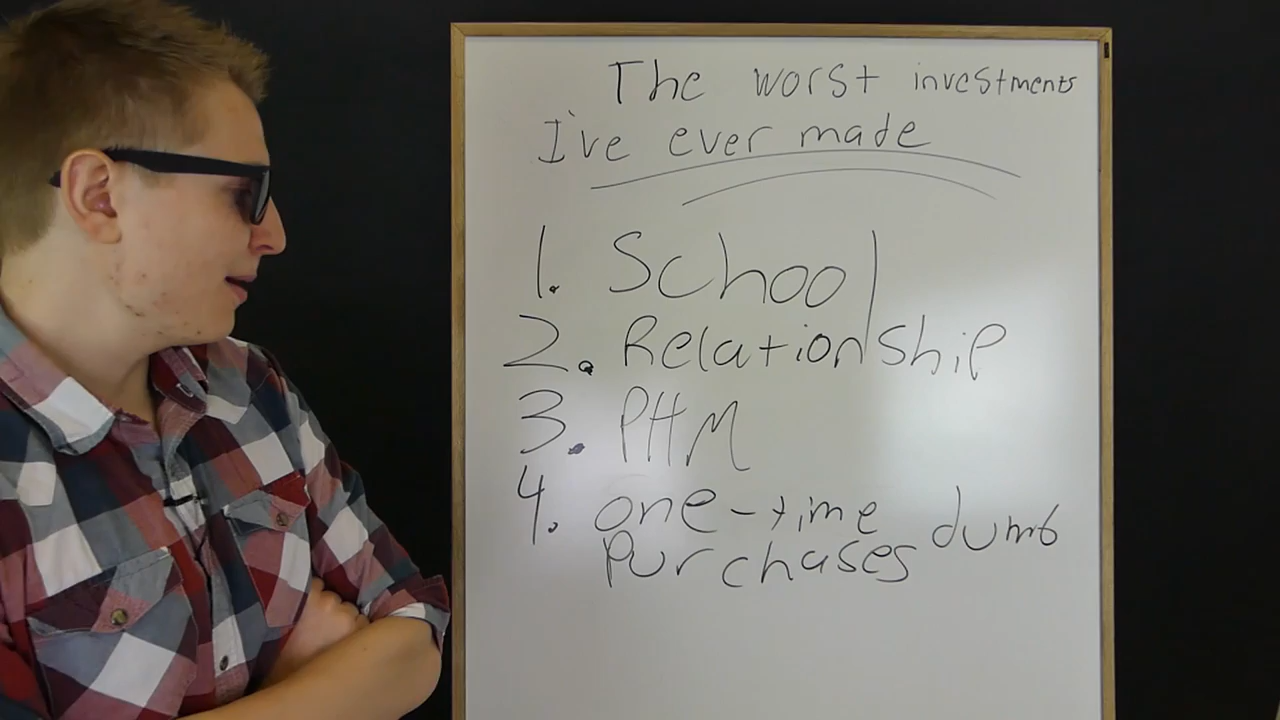 The worst investments
I've ever made
1. School
2. Relationship
3. PHM
4. one-time dumb
purchases